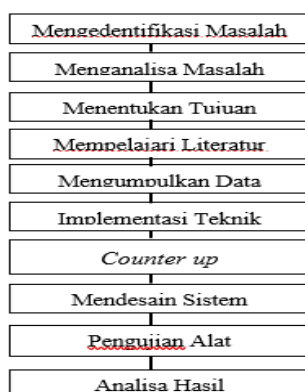 Mengedentifikasi Masalah
Menganalisa Masalah
Menentukan Tujuan
Mempelajari Literatur
Mengumpulkan Data
Implementasi Teknik
Counter up
Mendesain Sistem
Pengujian Alat
Analisa Hasil